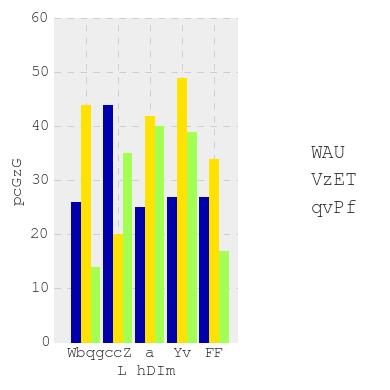 60
50
40
30
20
10
0
pcGzG
WbqgccZ a Yv FF
L hDIm
WAU
VzET
qvPf